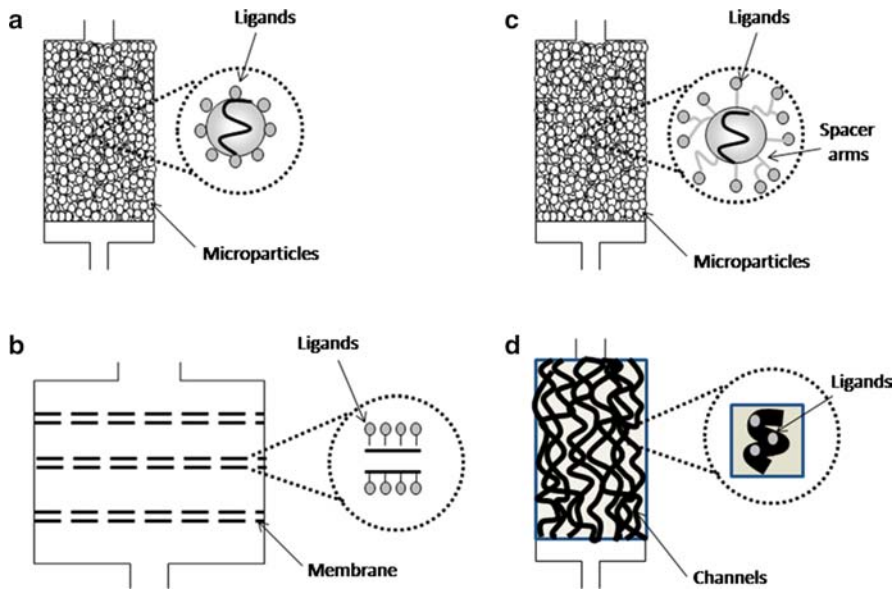 a
Ligands
Microparticles
c
Ligands
Spacer
arms
Microparticles
b
Ligands
Membrane
d
Ligands
Channels